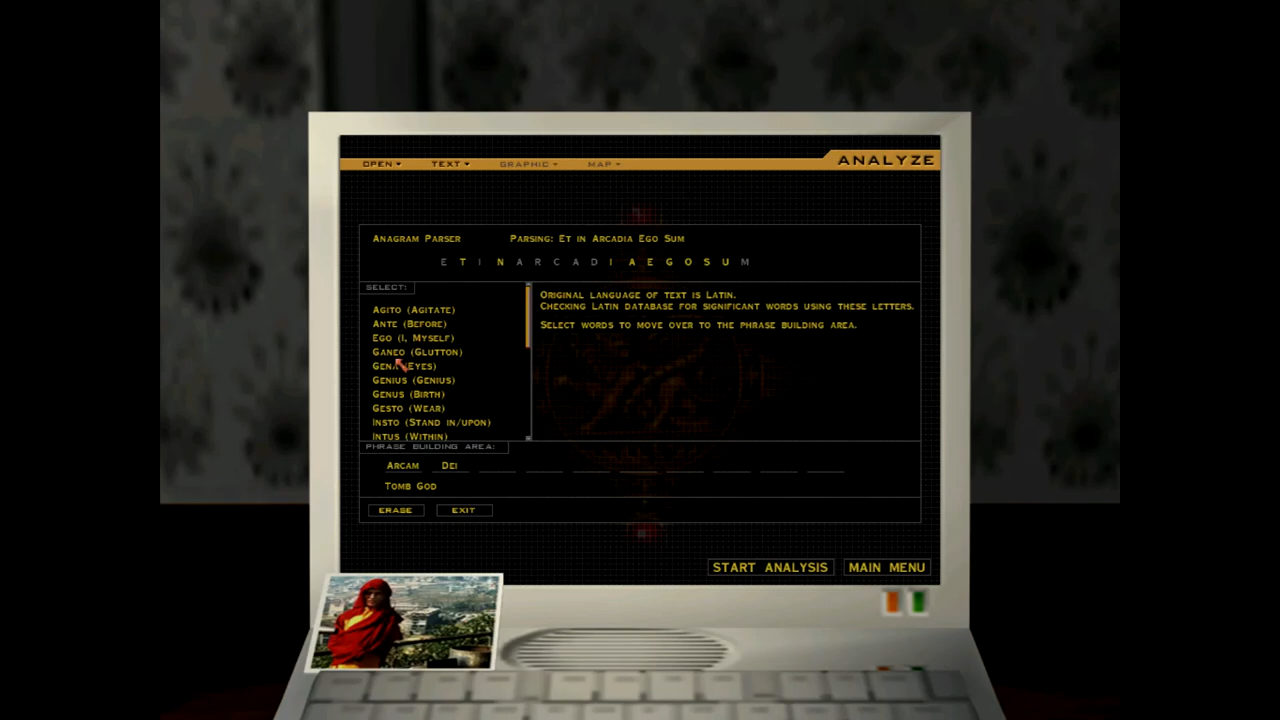 OPEN TEXT GRAPHIC MAP ANALYZE
ANAGRAM PARSER PARSING: ET IN ARCADIA EGO SUM
E T I N A R C A D I A E G O S U M
SELECT:
AGITO (AGITATE)
ANTE (BEFORE)
EGO (I, MYSELF)
GANEO (GLUTTON)
GENA (EYES)
GENIUS (GENIUS)
GENUS (BIRTH)
GESTO (WEAR)
INSTO (STAND IN/UPON)
INTUS (WITHIN)
ORIGINAL LANGUAGE OF TEXT IS LATIN.
CHECKING LATIN DATABASE FOR SIGNIFICANT WORDS USING THESE LETTERS.
SELECT WORDS TO MOVE OVER TO THE PHRASE BUILDING AREA.
PHRASE BUILDING AREA:
ARCAM DEI
TOMB GOD
ERASE EXIT
START ANALYSIS MAIN MENU